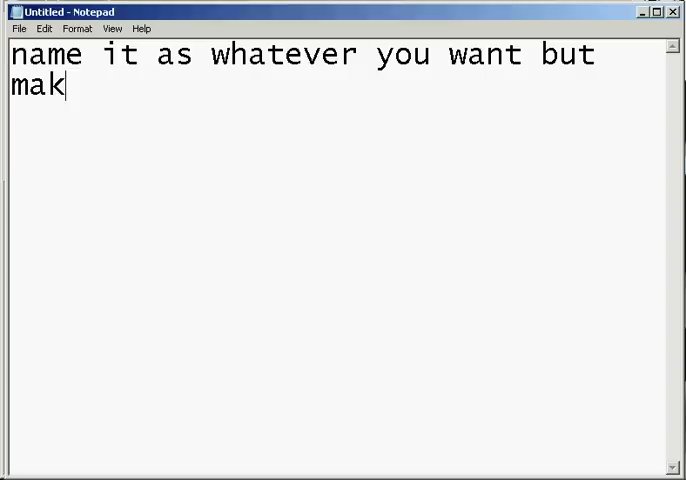 Untitled - Notepad
File Edit Format View Help
name it as whatever you want but
mak